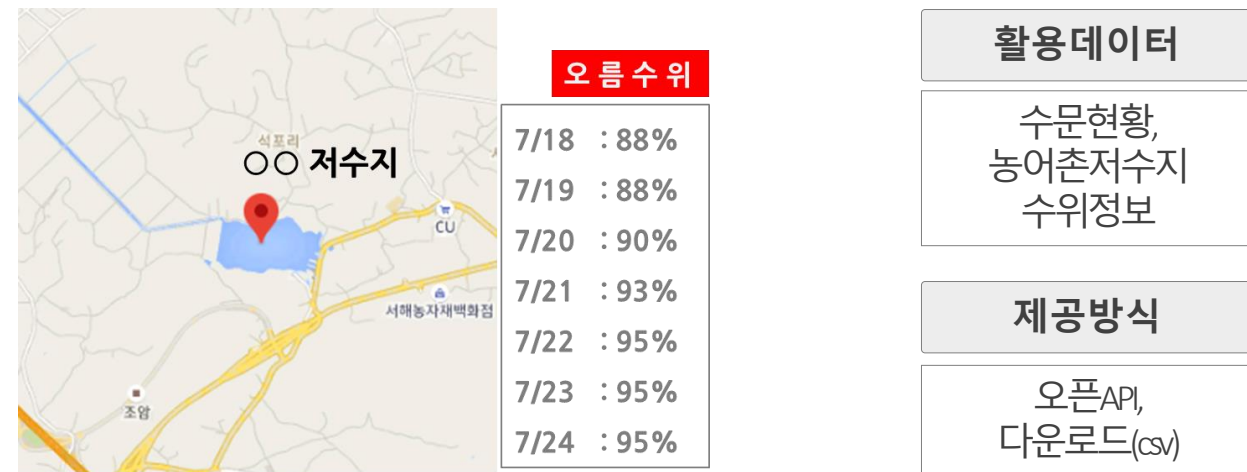 석포리
○○ 저수지
CU
서해농자재백화점
조암
오름수위
7/18 : 88%
7/19 : 88%
7/20 : 90%
7/21 : 93%
7/22 : 95%
7/23 : 95%
7/24 : 95%
활용데이터
수문현황,
농어촌저수지
수위정보
제공방식
오픈API,
다운로드(csv)